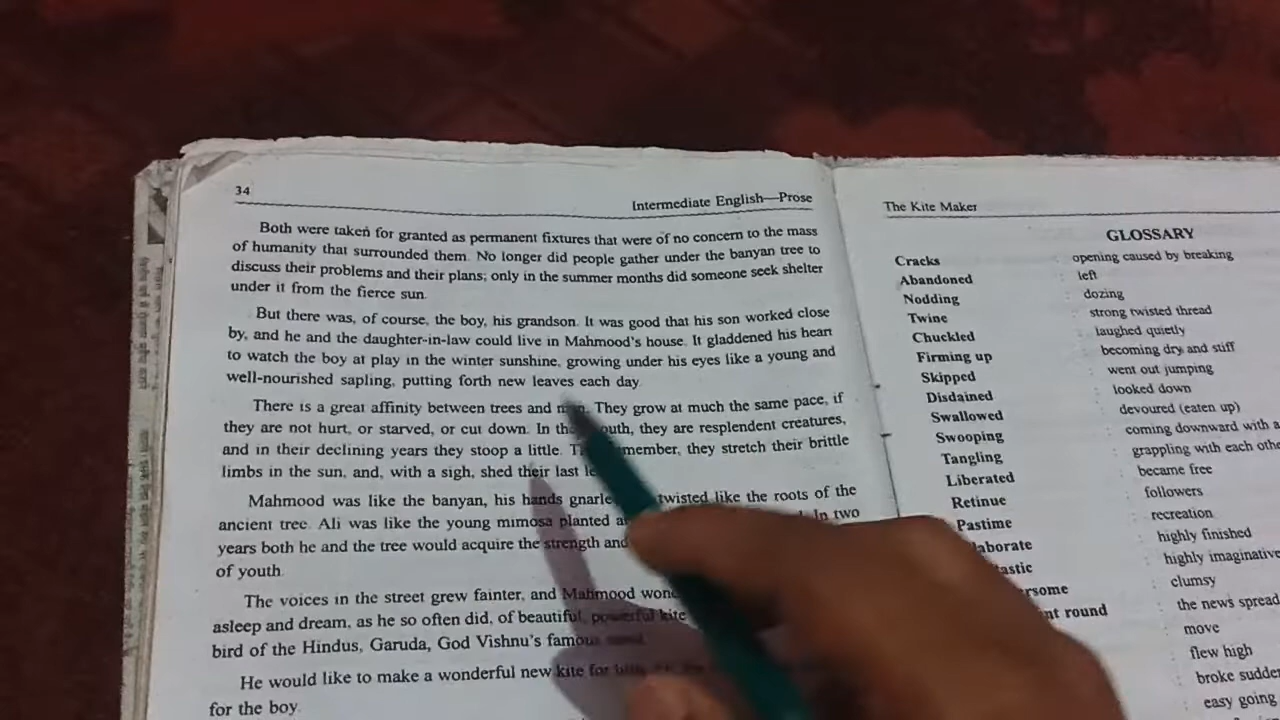 34
Intermediate English—Prose
Both were taken for granted as permanent fixtures that were of no concern to the mass
of humanity that surrounded them. No longer did people gather under the banyan tree to
discuss their problems and their plans; only in the summer months did someone seek shelter
under it from the fierce sun.
But there was, of course, the boy, his grandson. It was good that his son worked close
by, and he and the daughter-in-law could live in Mahmood's house. It gladdened his heart
to watch the boy at play in the winter sunshine, growing under his eyes like a young and
well-nourished sapling, putting forth new leaves each day.
There is a great affinity between trees and men. They grow at much the same pace, if
they are not hurt, or starved, or cut down. In youth, they are resplendent creatures,
and in their declining years they stoop a little. stretch their brittle
limbs in the sun, and, with a sigh, shed their last
Mahmood was like the banyan, his hands twisted like the roots of the
ancient tree. Ali was like the young mimosa planted In two
years both he and the tree would acquire the strength and
of youth.
The voices in the street grew fainter, and Mahmood
asleep and dream, as he so often did, of beautiful, powerful kite
bird of the Hindus, Garuda, God Vishnu's famous
He would like to make a wonderful new kite for
for the boy.
The Kite Maker
GLOSSARY
Cracks : opening caused by breaking
Abandoned : left
Nodding : dozing
Twine : strong twisted thread
Chuckled : laughed quietly
Firming up : becoming dry and stiff
Skipped : went out jumping
Disdained : looked down
Swallowed : devoured (eaten up)
Swooping : coming downward with a
Tangling : grappling with each
Liberated : became free
Retinue : followers
Pastime : recreation
: highly finished
: highly imaginative
: clumsy
round : the news spread
: move
: flew high
: broke
: easy going